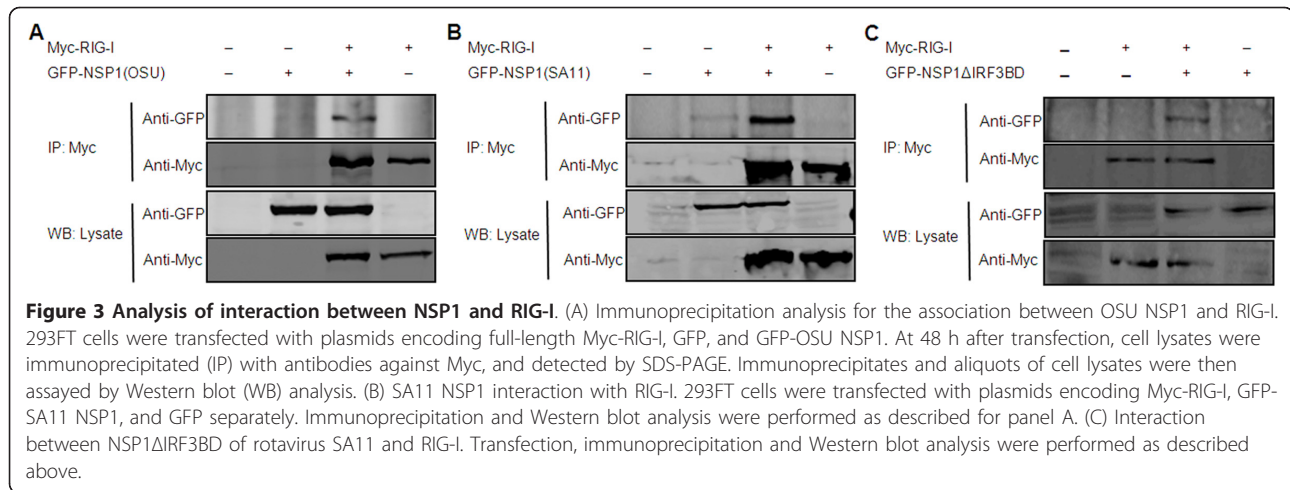 A
Myc-RIG-I – – + +
GFP-NSP1(OSU) – + + –
IP: Myc
Anti-GFP
Anti-Myc
WB: Lysate
Anti-GFP
Anti-Myc
B
Myc-RIG-I – – + +
GFP-NSP1(SA11) – + + –
IP: Myc
Anti-GFP
Anti-Myc
WB: Lysate
Anti-GFP
Anti-Myc
C
Myc-RIG-I – + + –
GFP-NSP1ΔIRF3BD – – + +
IP: Myc
Anti-GFP
Anti-Myc
WB: Lysate
Anti-GFP
Anti-Myc
Figure 3 Analysis of interaction between NSP1 and RIG-I. (A) Immunoprecipitation analysis for the association between OSU NSP1 and RIG-I.
293FT cells were transfected with plasmids encoding full-length Myc-RIG-I, GFP, and GFP-OSU NSP1. At 48 h after transfection, cell lysates were
immunoprecipitated (IP) with antibodies against Myc, and detected by SDS-PAGE. Immunoprecipitates and aliquots of cell lysates were then
assayed by Western blot (WB) analysis. (B) SA11 NSP1 interaction with RIG-I. 293FT cells were transfected with plasmids encoding Myc-RIG-I, GFP-
SA11 NSP1, and GFP separately. Immunoprecipitation and Western blot analysis were performed as described for panel A. (C) Interaction
between NSP1ΔIRF3BD of rotavirus SA11 and RIG-I. Transfection, immunoprecipitation and Western blot analysis were performed as described
above.